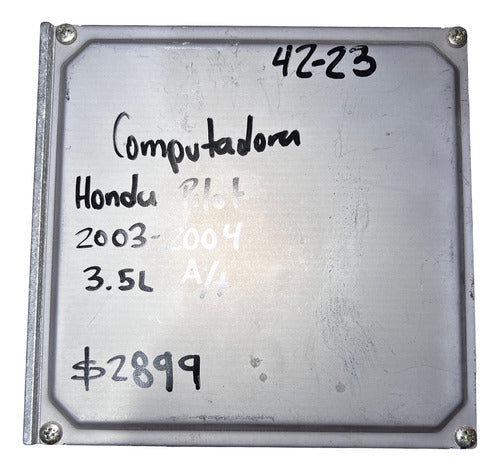 42-23
Computadora
Honda Pilot
2003-2004
3.5L A/t
$2899